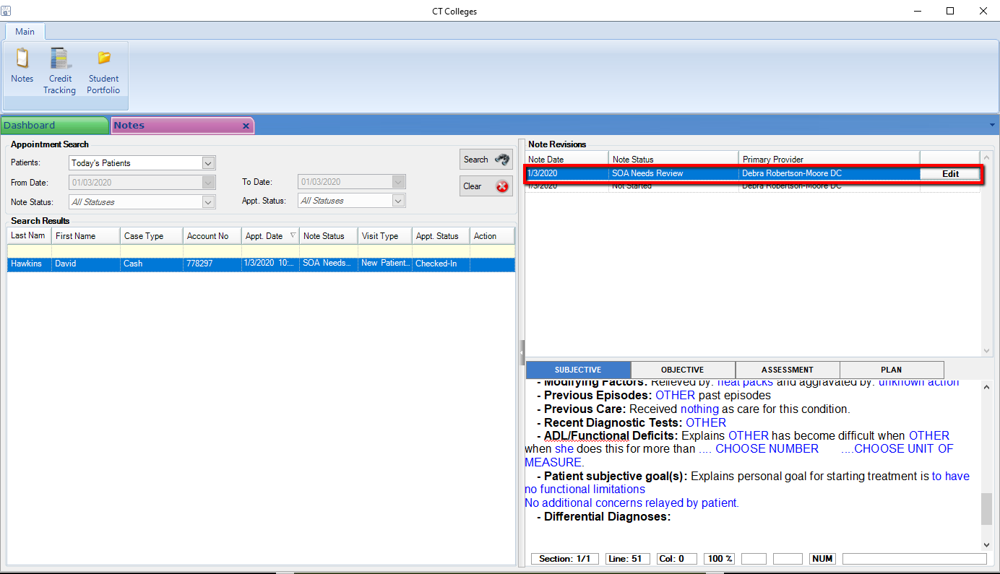 CT Colleges
Main
Notes
Credit Tracking
Student Portfolio
Dashboard
Notes x
Appointment Search
Patients: Today's Patients
Search
From Date: 01/03/2020 To Date: 01/03/2020
Clear
Note Status: All Statuses Appt. Status: All Statuses
Search Results
Last Nam First Name Case Type Account No Appt. Date Note Status Visit Type Appt. Status Action
Hawkins David Cash 778297 1/3/2020 10:... SOA Needs... New Patient... Checked-In
Note Revisions
Note Date Note Status Primary Provider
1/3/2020 SOA Needs Review Debra Robertson-Moore DC Edit
1/3/2020 Not Started Debra Robertson-Moore DC
SUBJECTIVE OBJECTIVE ASSESSMENT PLAN
- Modifying Factors: Relieved by: heat packs and aggravated by: unknown action
- Previous Episodes: OTHER past episodes
- Previous Care: Received nothing as care for this condition.
- Recent Diagnostic Tests: OTHER
- ADL/Functional Deficits: Explains OTHER has become difficult when OTHER
when she does this for more than .... CHOOSE NUMBER ....CHOOSE UNIT OF
MEASURE.
- Patient subjective goal(s): Explains personal goal for starting treatment is to have
no functional limitations
No additional concerns relayed by patient.
- Differential Diagnoses:
Section: 1/1 Line: 51 Col: 0 100 % NUM